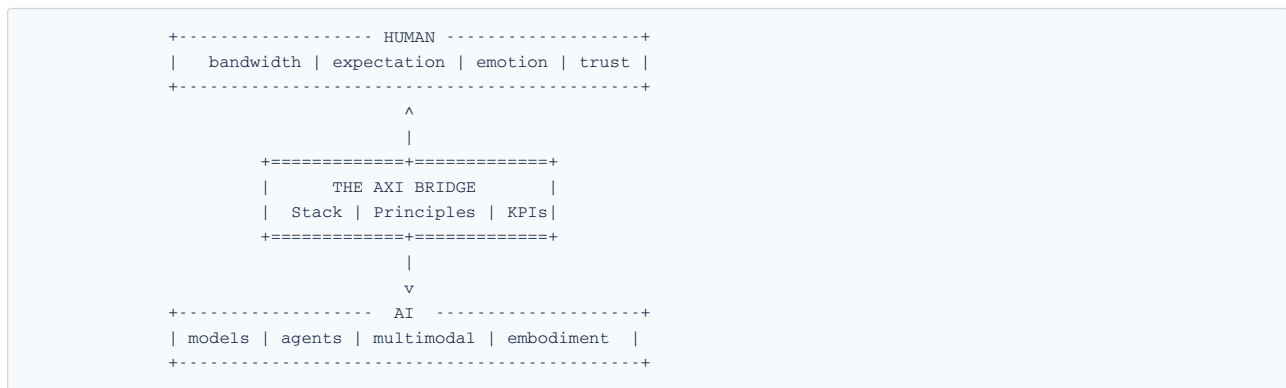 +------------------- HUMAN -------------------+
|   bandwidth | expectation | emotion | trust |
+---------------------------------------------+
^
|
+=============+=============+
|      THE AXI BRIDGE       |
|  Stack | Principles | KPIs|
+=============+=============+
|
v
+-------------------  AI  --------------------+
| models | agents | multimodal | embodiment  |
+---------------------------------------------+